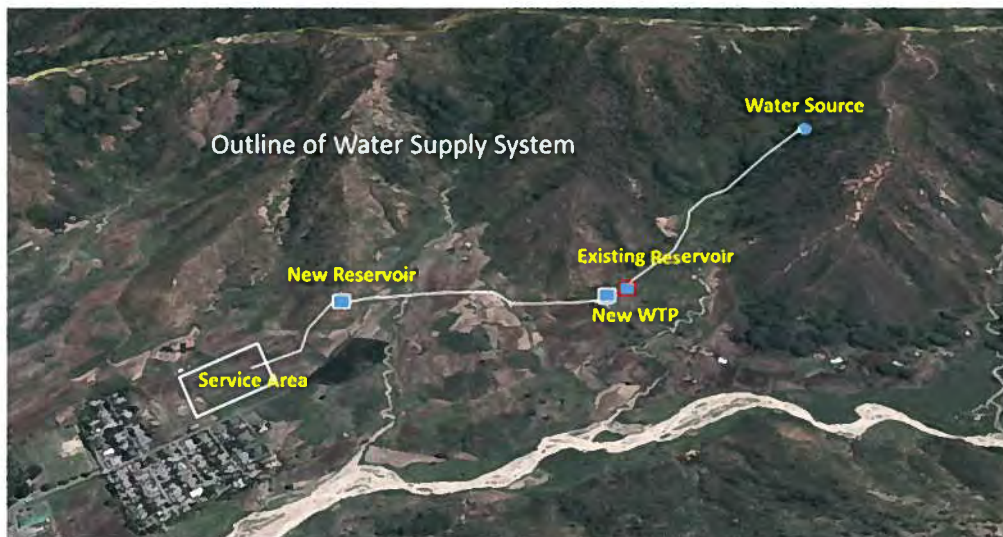 Water Source
Outline of Water Supply System
Existing Reservoir
New Reservoir
New WTP
Service Area